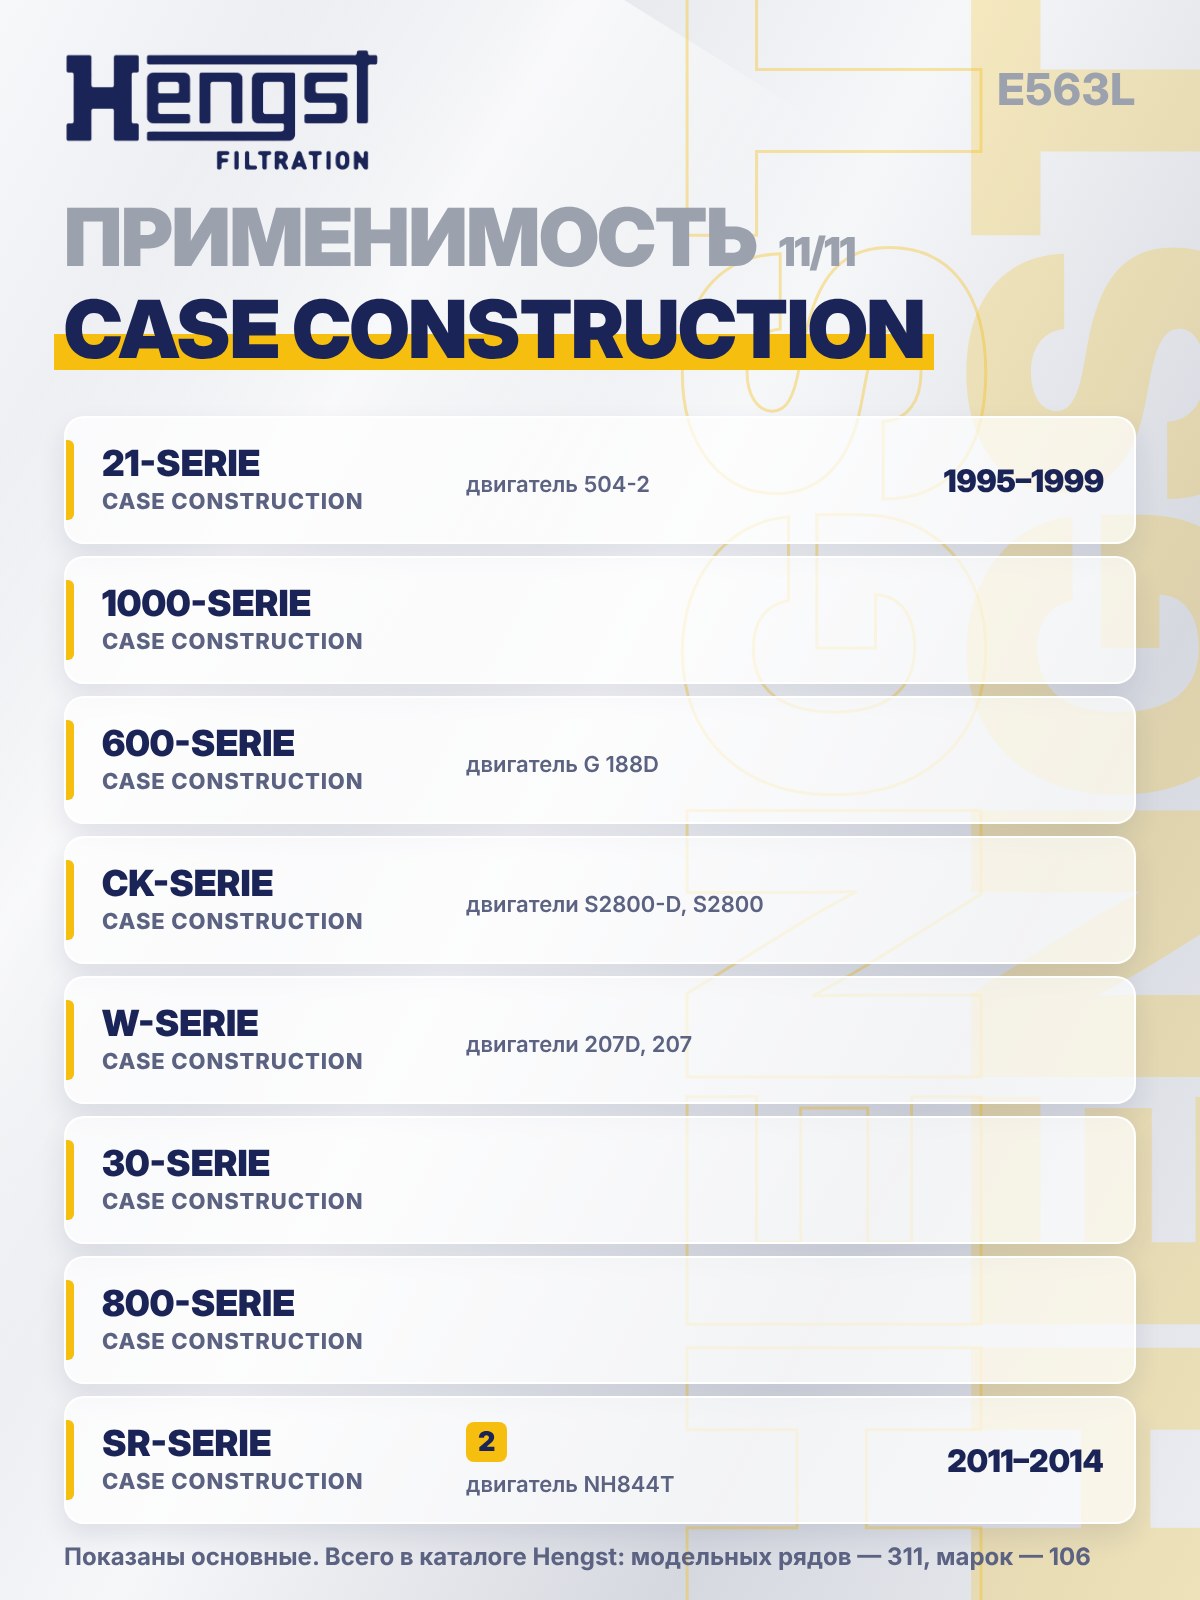 Hengst
FILTRATION
E563L
ПРИМЕНИМОСТЬ 11/11
CASE CONSTRUCTION
21-SERIE
CASE CONSTRUCTION
двигатель 504-2
1995–1999
1000-SERIE
CASE CONSTRUCTION
600-SERIE
CASE CONSTRUCTION
двигатель G 188D
CK-SERIE
CASE CONSTRUCTION
двигатели S2800-D, S2800
W-SERIE
CASE CONSTRUCTION
двигатели 207D, 207
30-SERIE
CASE CONSTRUCTION
800-SERIE
CASE CONSTRUCTION
SR-SERIE
CASE CONSTRUCTION
2
двигатель NH844T
2011–2014
Показаны основные. Всего в каталоге Hengst: модельных рядов — 311, марок — 106
HENGST
HENGST